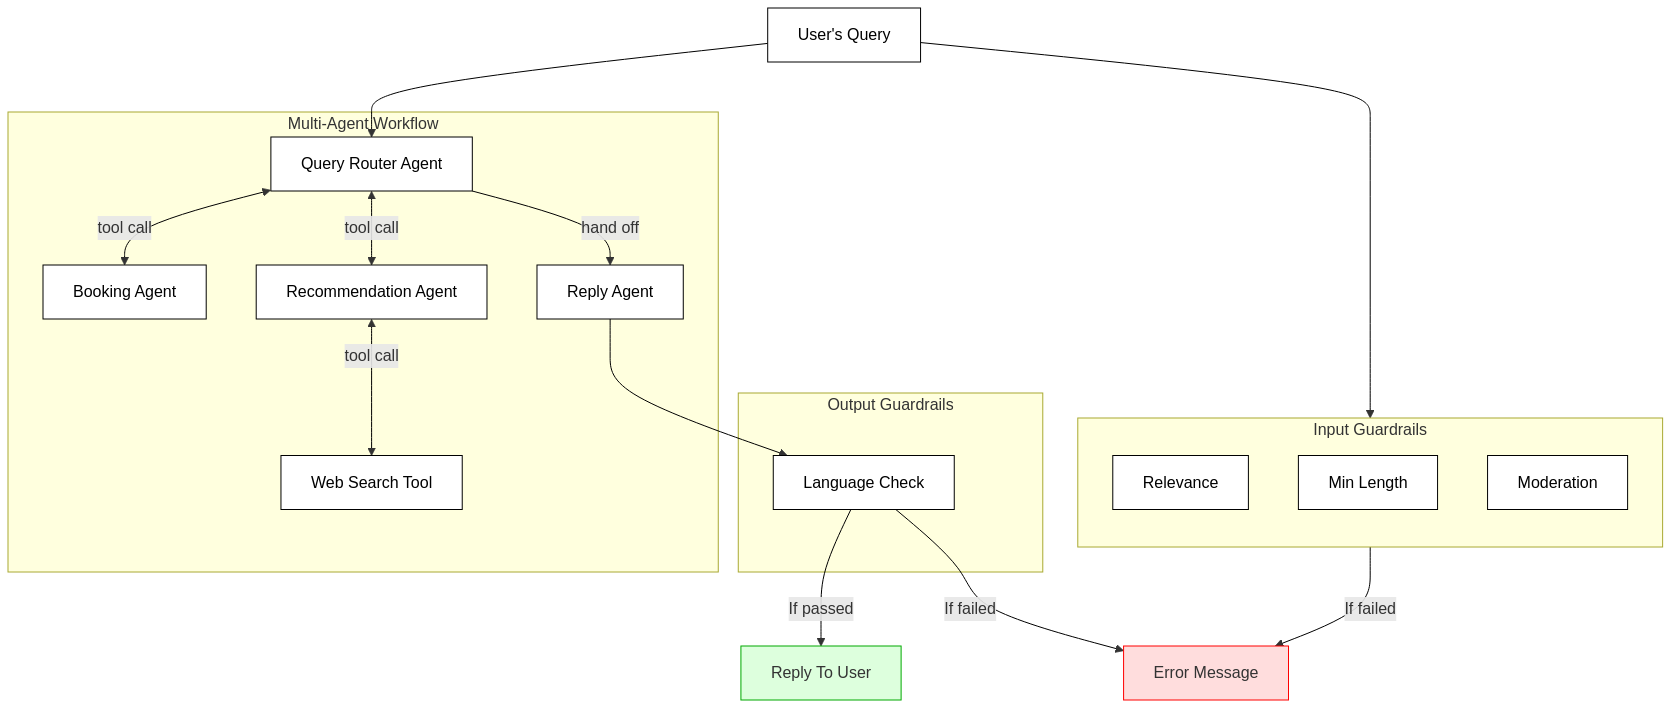 User's Query
Multi-Agent Workflow
Query Router Agent
tool call
tool call
hand off
Booking Agent
Recommendation Agent
Reply Agent
tool call
Web Search Tool
Output Guardrails
Language Check
Input Guardrails
Relevance
Min Length
Moderation
If passed
If failed
If failed
Reply To User
Error Message